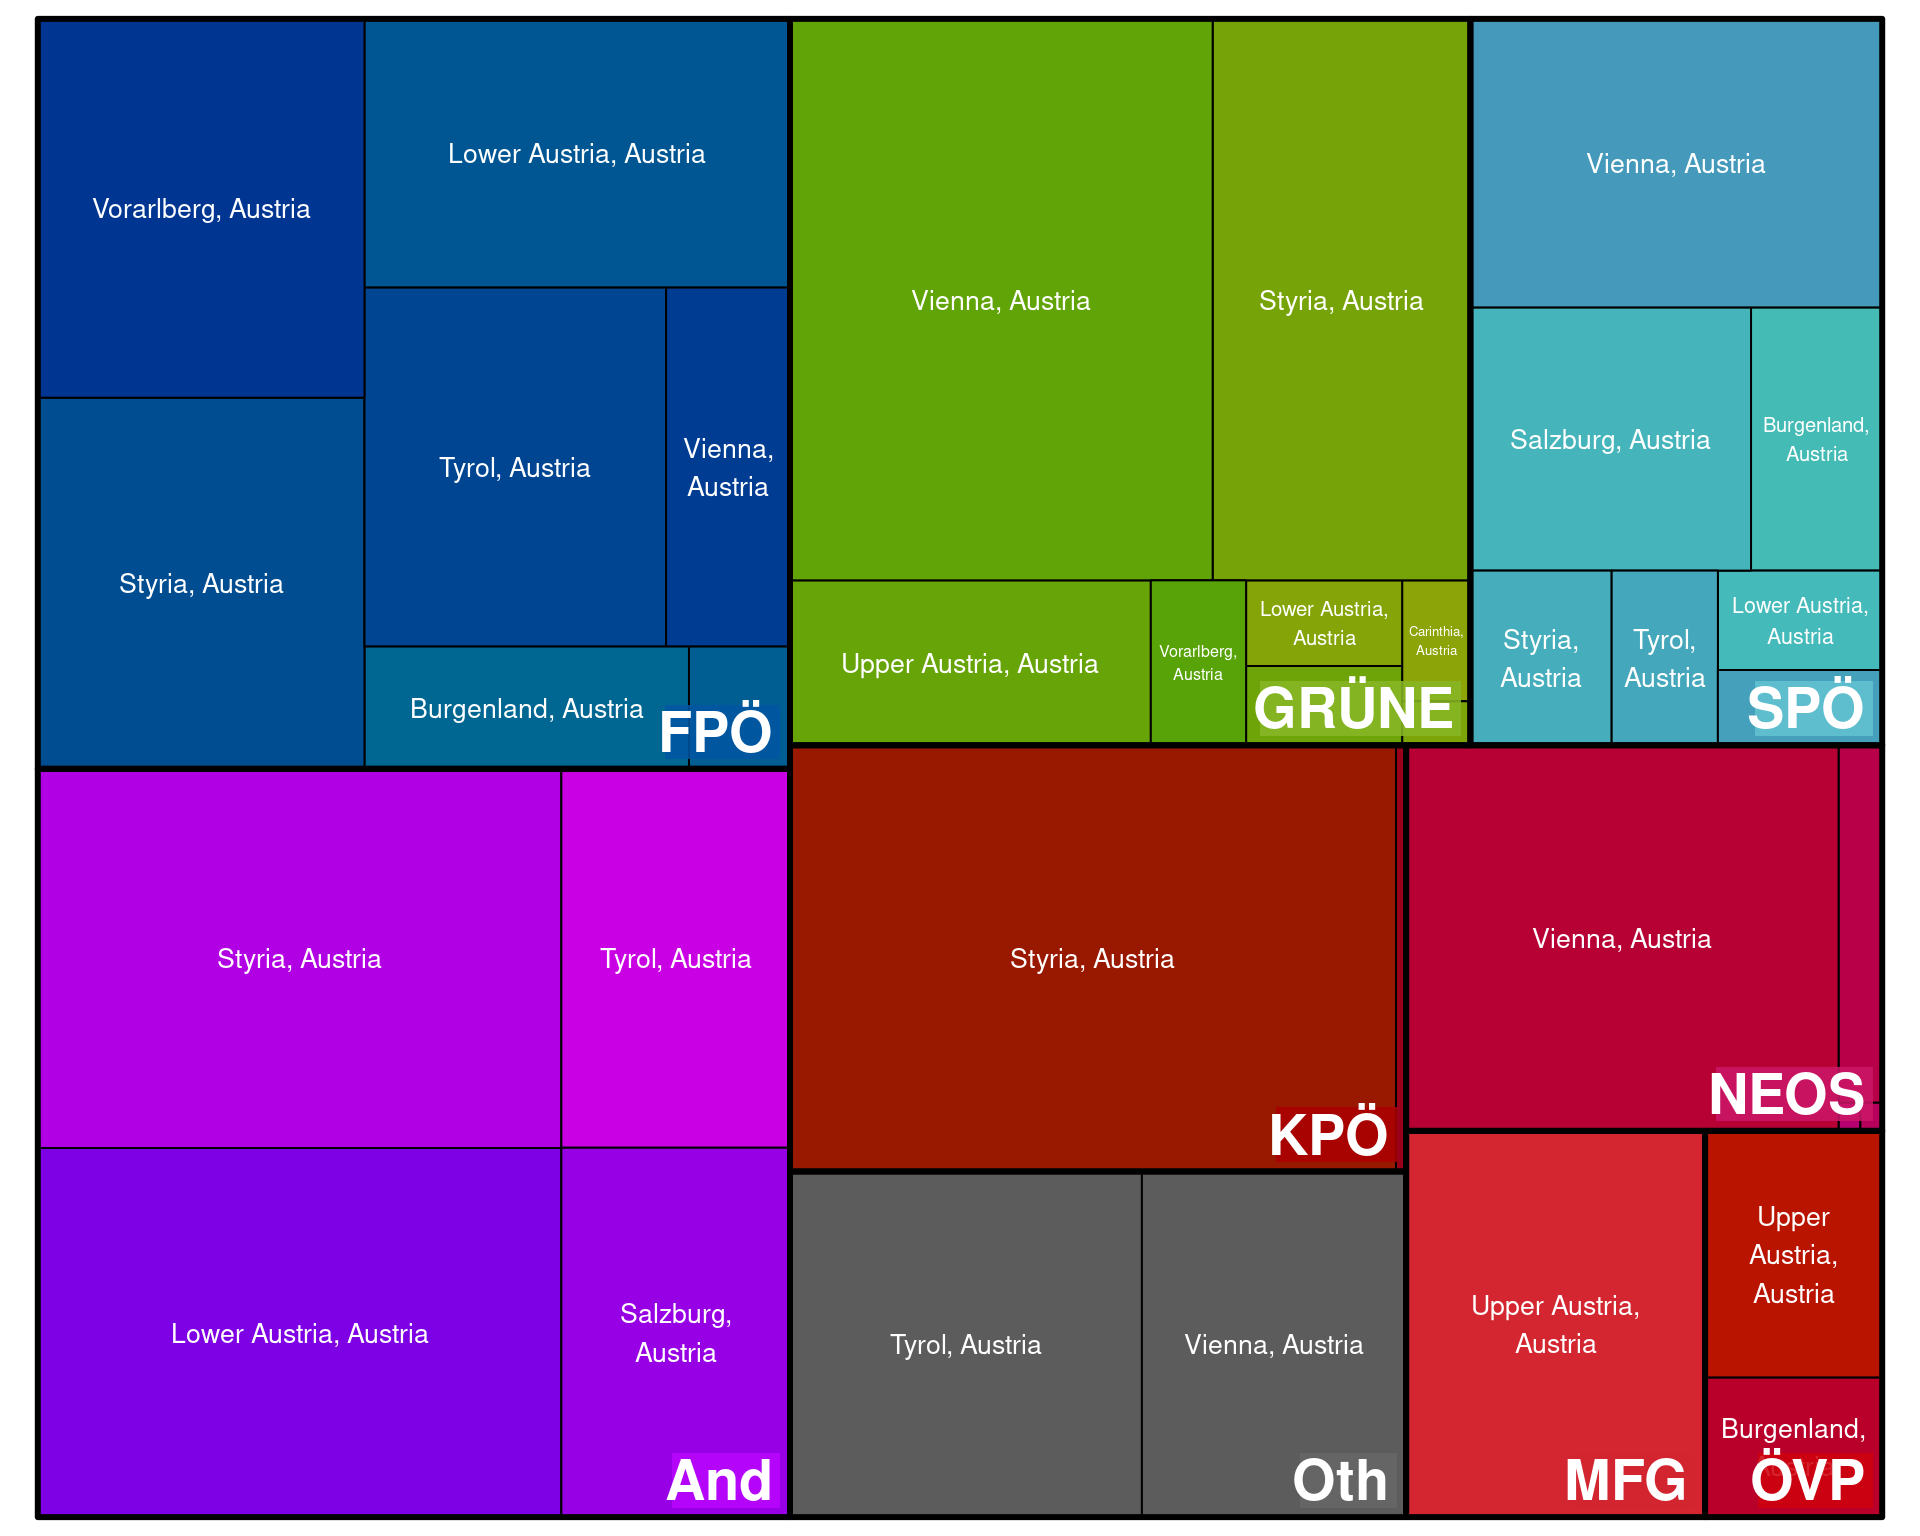 Vorarlberg, Austria
Lower Austria, Austria
Styria, Austria
Tyrol, Austria
Vienna,
Austria
Burgenland, Austria
FPÖ
Vienna, Austria
Styria, Austria
Upper Austria, Austria
Vorarlberg,
Austria
Lower Austria,
Austria
Carinthia,
Austria
GRÜNE
Vienna, Austria
Salzburg, Austria
Burgenland,
Austria
Styria,
Austria
Tyrol,
Austria
Lower Austria,
Austria
SPÖ
Styria, Austria
Tyrol, Austria
Lower Austria, Austria
Salzburg,
Austria
And
Styria, Austria
KPÖ
Vienna, Austria
NEOS
Tyrol, Austria
Vienna, Austria
Oth
Upper Austria,
Austria
MFG
Upper
Austria,
Austria
Burgenland,
ÖVP